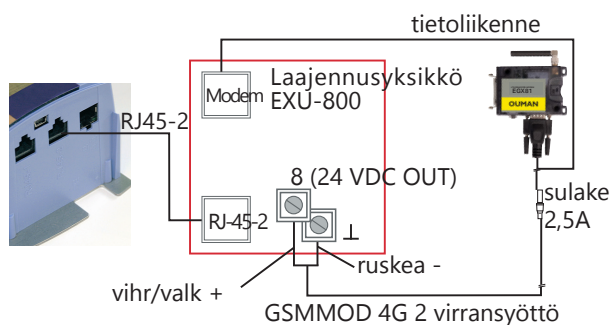 tietoliikenne
Laajennusyksikkö
EXU-800
Modem
EGX81
OUMAN
RJ45-2
8 (24 VDC OUT)
RJ-45-2
sulake
2,5A
ruskea -
vihr/valk +
GSMMOD 4G 2 virransyöttö